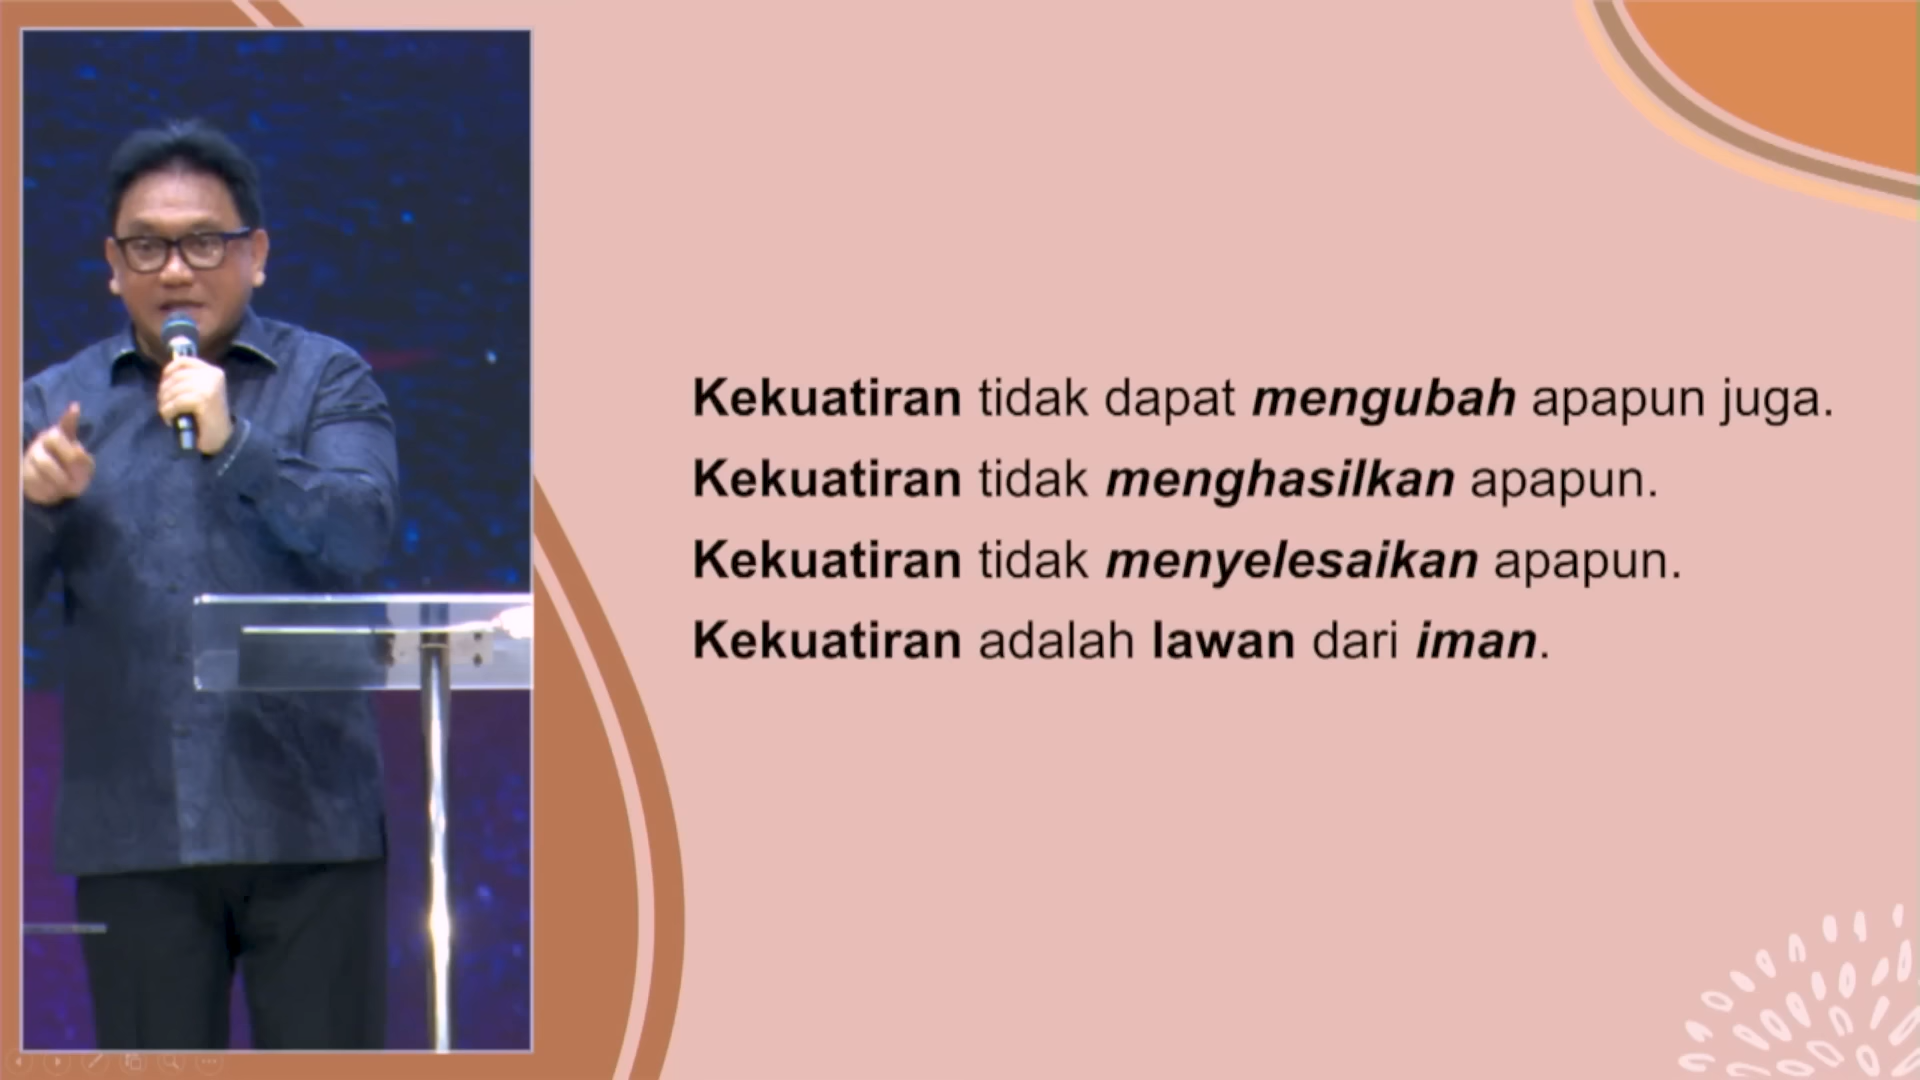 Kekuatiran tidak dapat mengubah apapun juga.
Kekuatiran tidak menghasilkan apapun.
Kekuatiran tidak menyelesaikan apapun.
Kekuatiran adalah lawan dari iman.